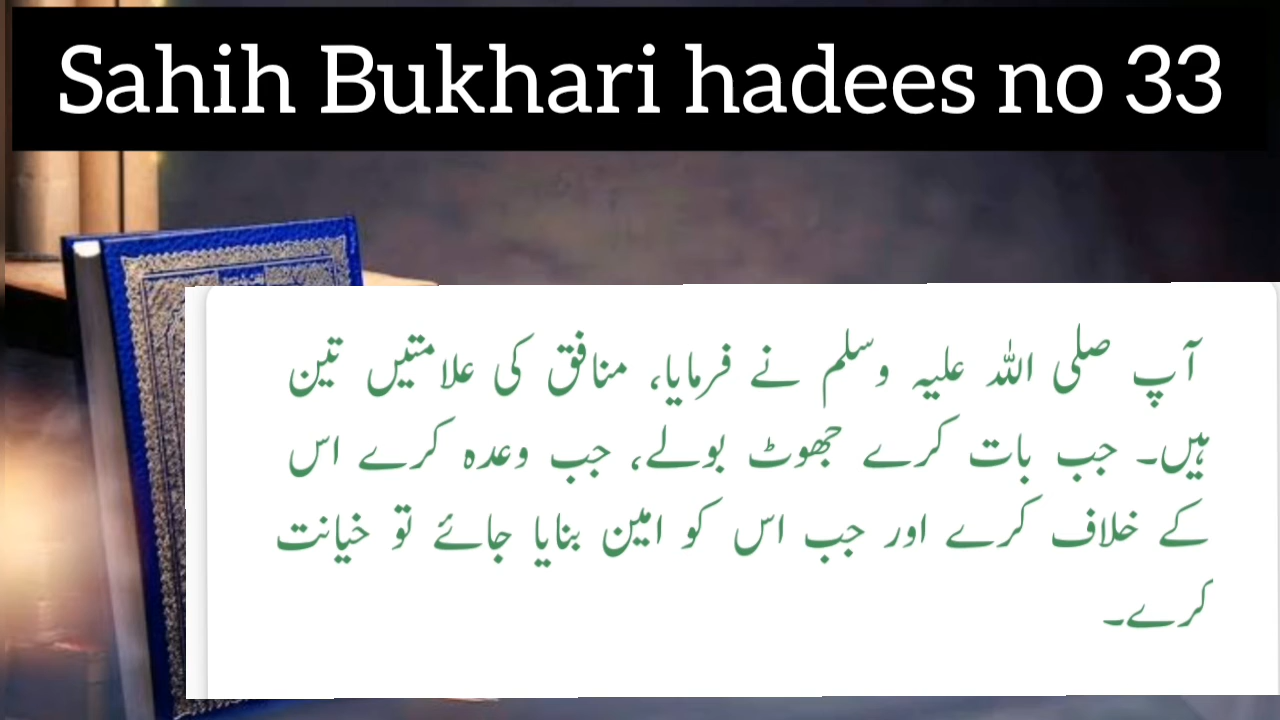 Sahih Bukhari hadees no 33
آپ صلی اللہ علیہ وسلم نے فرمایا، منافق کی علامتیں تین
ہیں۔ جب بات کرے جھوٹ بولے، جب وعدہ کرے اس
کے خلاف کرے اور جب اس کو امین بنایا جائے تو خیانت
کرے۔